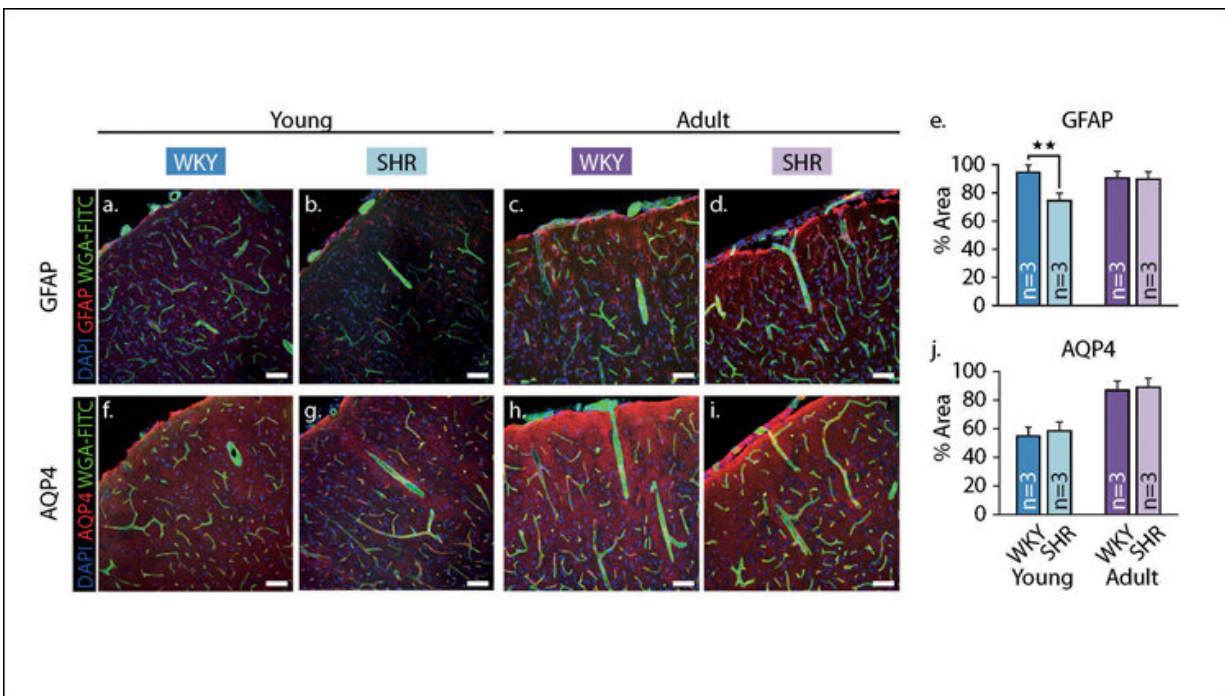 Young
Adult
WKY
SHR
WKY
SHR
DAPI GFAP WGA-FITC
GFAP
a.
b.
c.
d.
DAPI AQP4 WGA-FITC
AQP4
f.
g.
h.
i.
e.
GFAP
★★
% Area
100
80
60
40
20
0
n=3
n=3
n=3
n=3
j.
AQP4
% Area
100
80
60
40
20
0
n=3
n=3
n=3
n=3
WKY
SHR
WKY
SHR
Young
Adult